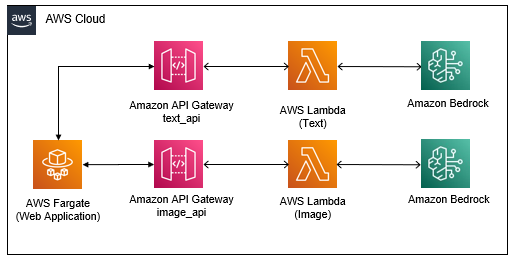 aws
AWS Cloud
Amazon API Gateway
text_api
AWS Lambda
(Text)
Amazon Bedrock
AWS Fargate
(Web Application)
Amazon API Gateway
image_api
AWS Lambda
(Image)
Amazon Bedrock